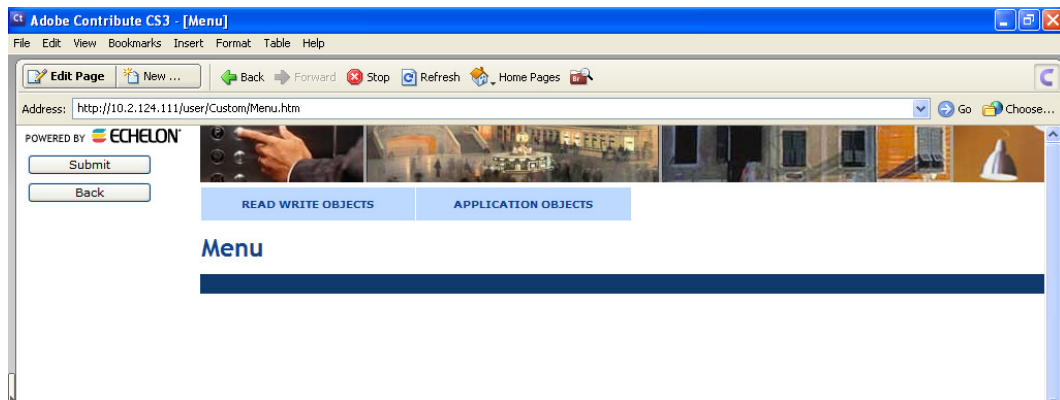 Ct Adobe Contribute CS3 - [Menu]
File Edit View Bookmarks Insert Format Table Help
Edit Page New ... Back Forward Stop Refresh Home Pages
Address: http://10.2.124.111/user/Custom/Menu.htm Go Choose...
POWERED BY ECHELON
Submit
Back
READ WRITE OBJECTS APPLICATION OBJECTS
Menu